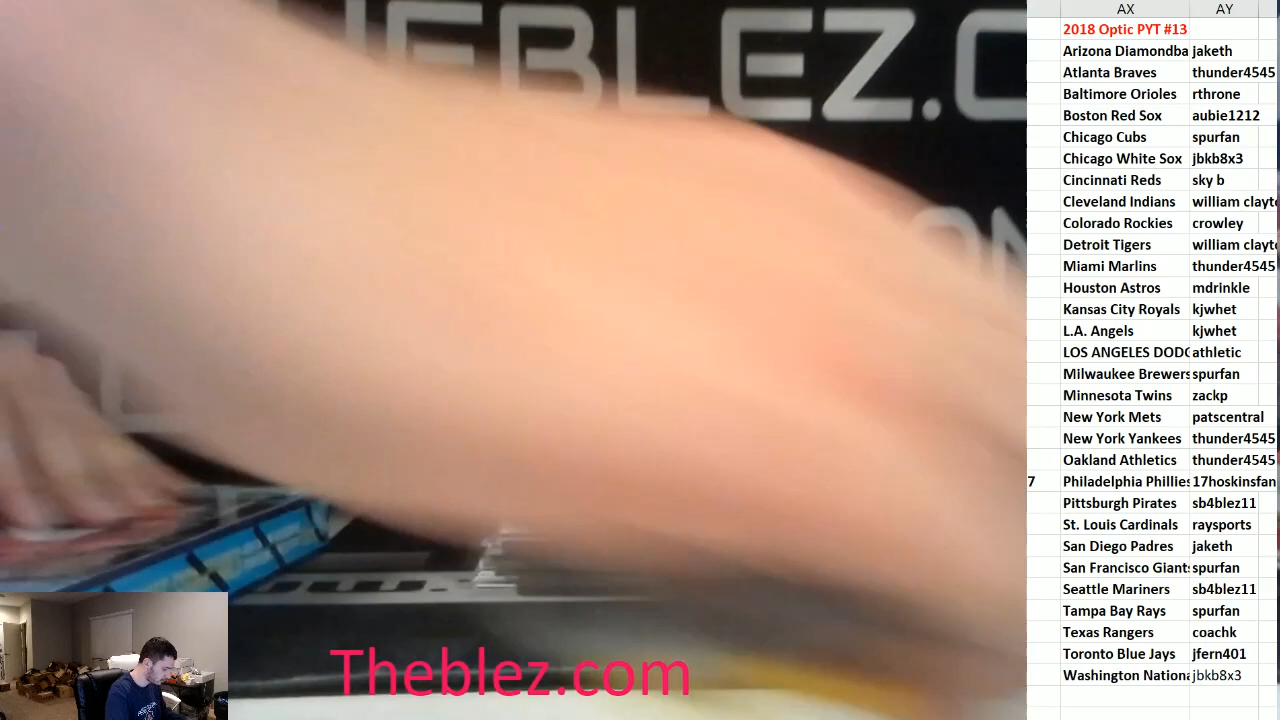 EBLEZ.C
ON
Theblez.com
AX AY
2018 Optic PYT #13
Arizona Diamondba jaketh
Atlanta Braves thunder4545
Baltimore Orioles rthrone
Boston Red Sox aubie1212
Chicago Cubs spurfan
Chicago White Sox jbkb8x3
Cincinnati Reds sky b
Cleveland Indians william clayto
Colorado Rockies crowley
Detroit Tigers william clayto
Miami Marlins thunder4545
Houston Astros mdrinkle
Kansas City Royals kjwhet
L.A. Angels kjwhet
LOS ANGELES DODG athletic
Milwaukee Brewers spurfan
Minnesota Twins zackp
New York Mets patscentral
New York Yankees thunder4545
Oakland Athletics thunder4545
7 Philadelphia Phillies 17hoskinsfan
Pittsburgh Pirates sb4blez11
St. Louis Cardinals raysports
San Diego Padres jaketh
San Francisco Giants spurfan
Seattle Mariners sb4blez11
Tampa Bay Rays spurfan
Texas Rangers coachk
Toronto Blue Jays jfern401
Washington Nationa jbkb8x3